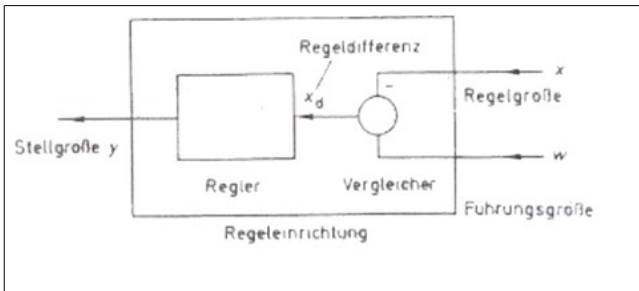 Regeldifferenz
x
x_d
−
Regelgröße
Stellgröße y
w
Regler
Vergleicher
Führungsgröße
Regeleinrichtung